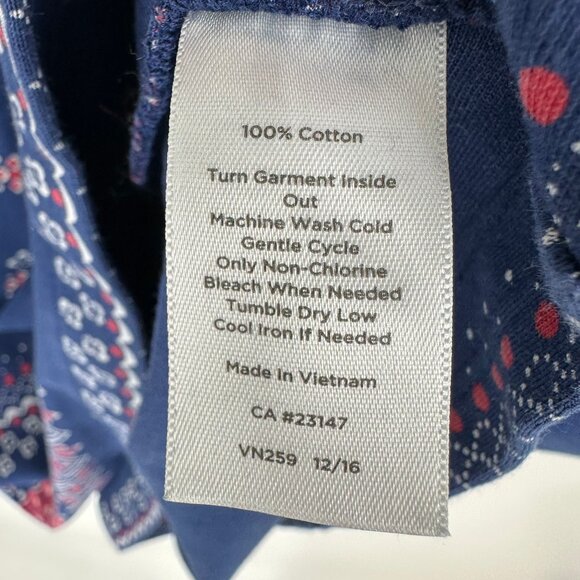 100% Cotton
Turn Garment Inside
Out
Machine Wash Cold
Gentle Cycle
Only Non-Chlorine
Bleach When Needed
Tumble Dry Low
Cool Iron If Needed
Made In Vietnam
CA #23147
VN259 12/16